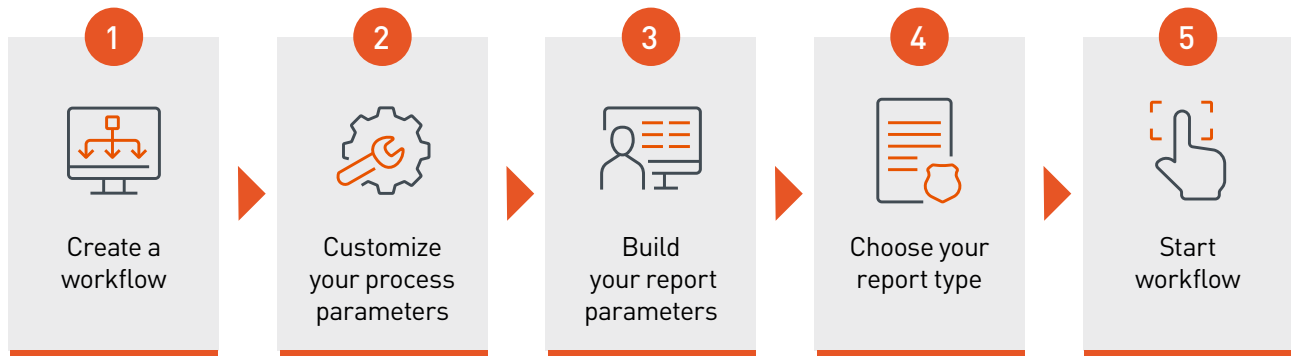 1
Create a
workflow
2
Customize
your process
parameters
3
Build
your report
parameters
4
Choose your
report type
5
Start
workflow